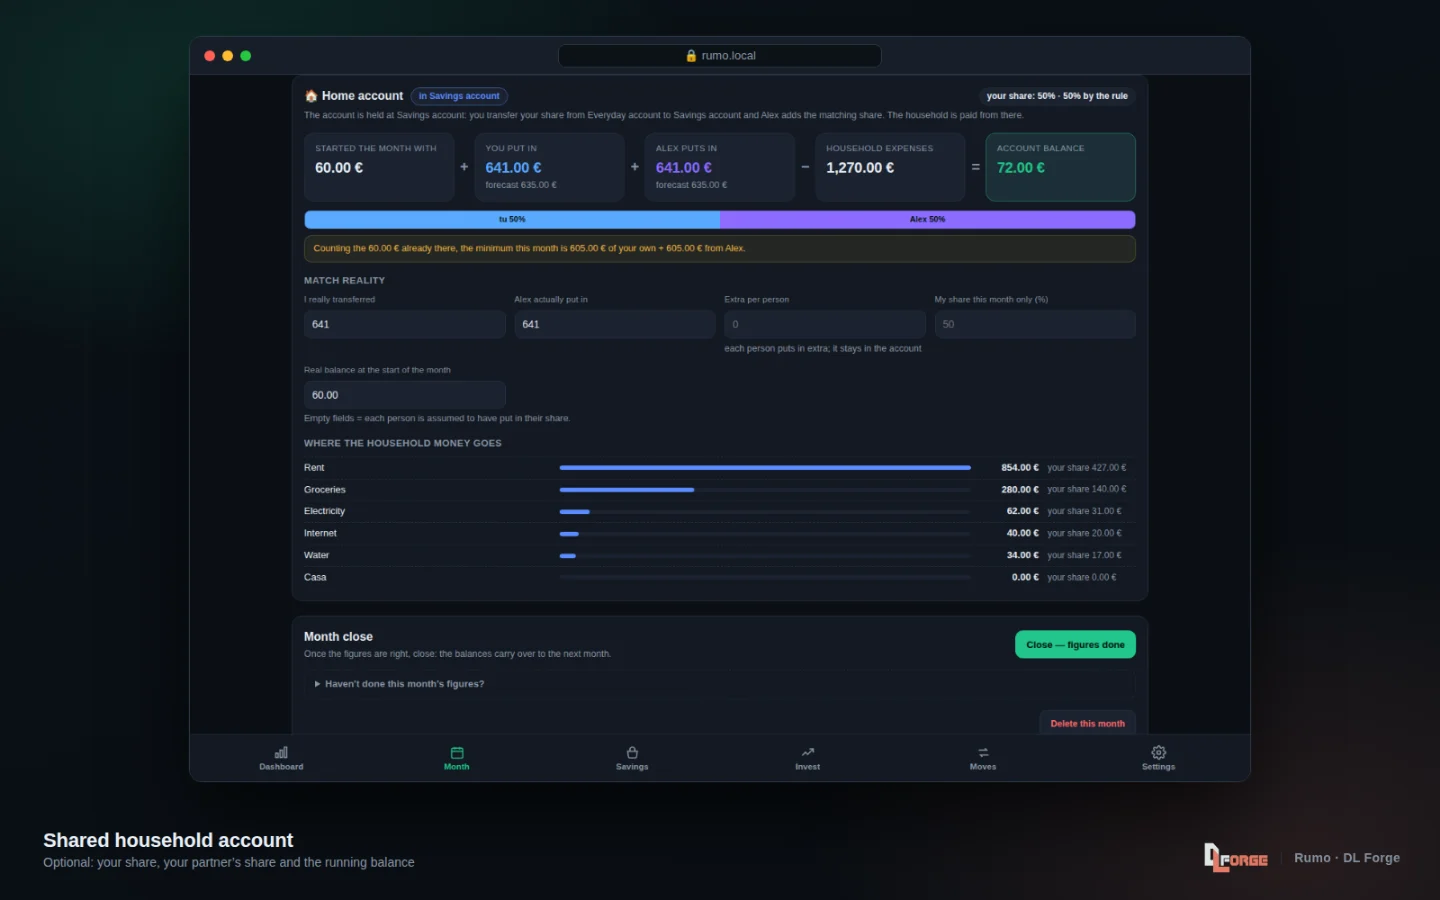 🔒 rumo.local
🏠 Home account in Savings account your share: 50% · 50% by the rule
The account is held at Savings account: you transfer your share from Everyday account to Savings account and Alex adds the matching share. The household is paid from there.
STARTED THE MONTH WITH
60.00 €
+
YOU PUT IN
641.00 €
forecast 635.00 €
+
ALEX PUTS IN
641.00 €
forecast 635.00 €
−
HOUSEHOLD EXPENSES
1,270.00 €
=
ACCOUNT BALANCE
72.00 €
tu 50% Alex 50%
Counting the 60.00 € already there, the minimum this month is 605.00 € of your own + 605.00 € from Alex.
MATCH REALITY
I really transferred
641
Alex actually put in
641
Extra per person
0
each person puts in extra; it stays in the account
My share this month only (%)
50
Real balance at the start of the month
60.00
Empty fields = each person is assumed to have put in their share.
WHERE THE HOUSEHOLD MONEY GOES
Rent 854.00 € your share 427.00 €
Groceries 280.00 € your share 140.00 €
Electricity 62.00 € your share 31.00 €
Internet 40.00 € your share 20.00 €
Water 34.00 € your share 17.00 €
Casa 0.00 € your share 0.00 €
Month close
Once the figures are right, close: the balances carry over to the next month.
Close — figures done
▶ Haven't done this month's figures?
Delete this month
Dashboard Month Savings Invest Moves Settings
Shared household account
Optional: your share, your partner's share and the running balance
DL FORGE
Rumo · DL Forge